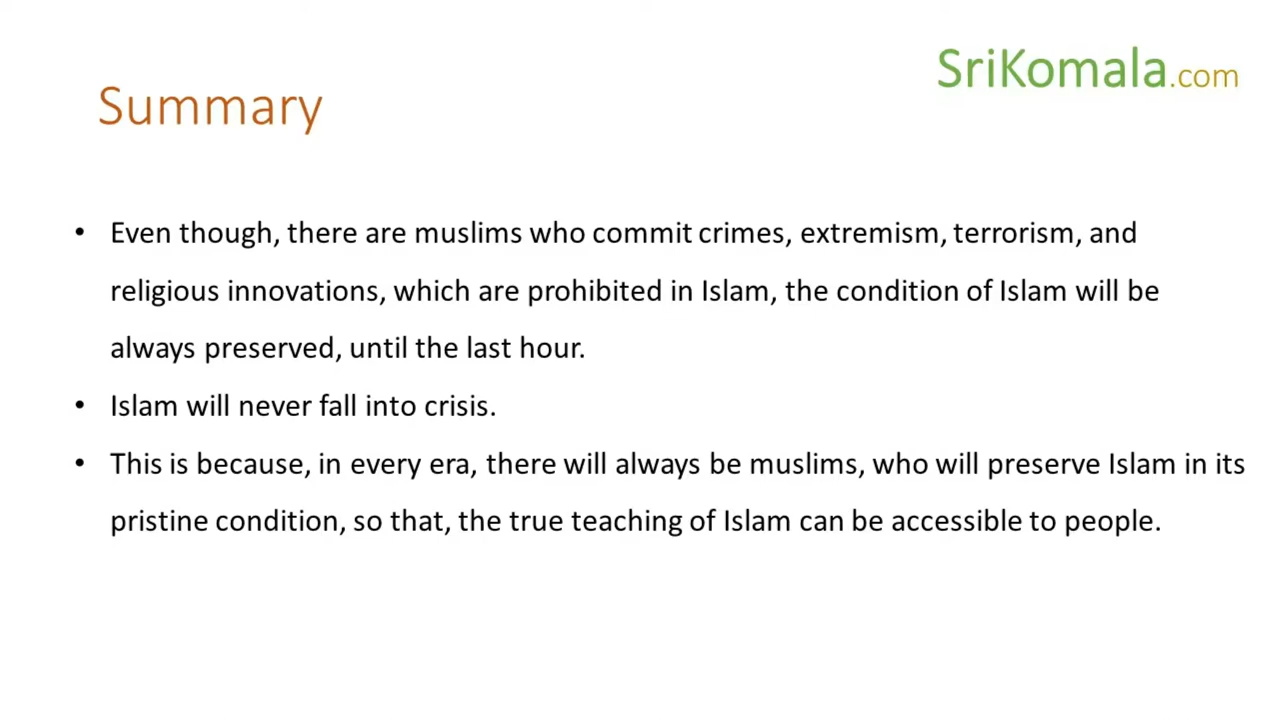 SriKomala.com
Summary
• Even though, there are muslims who commit crimes, extremism, terrorism, and
religious innovations, which are prohibited in Islam, the condition of Islam will be
always preserved, until the last hour.
• Islam will never fall into crisis.
• This is because, in every era, there will always be muslims, who will preserve Islam in its
pristine condition, so that, the true teaching of Islam can be accessible to people.